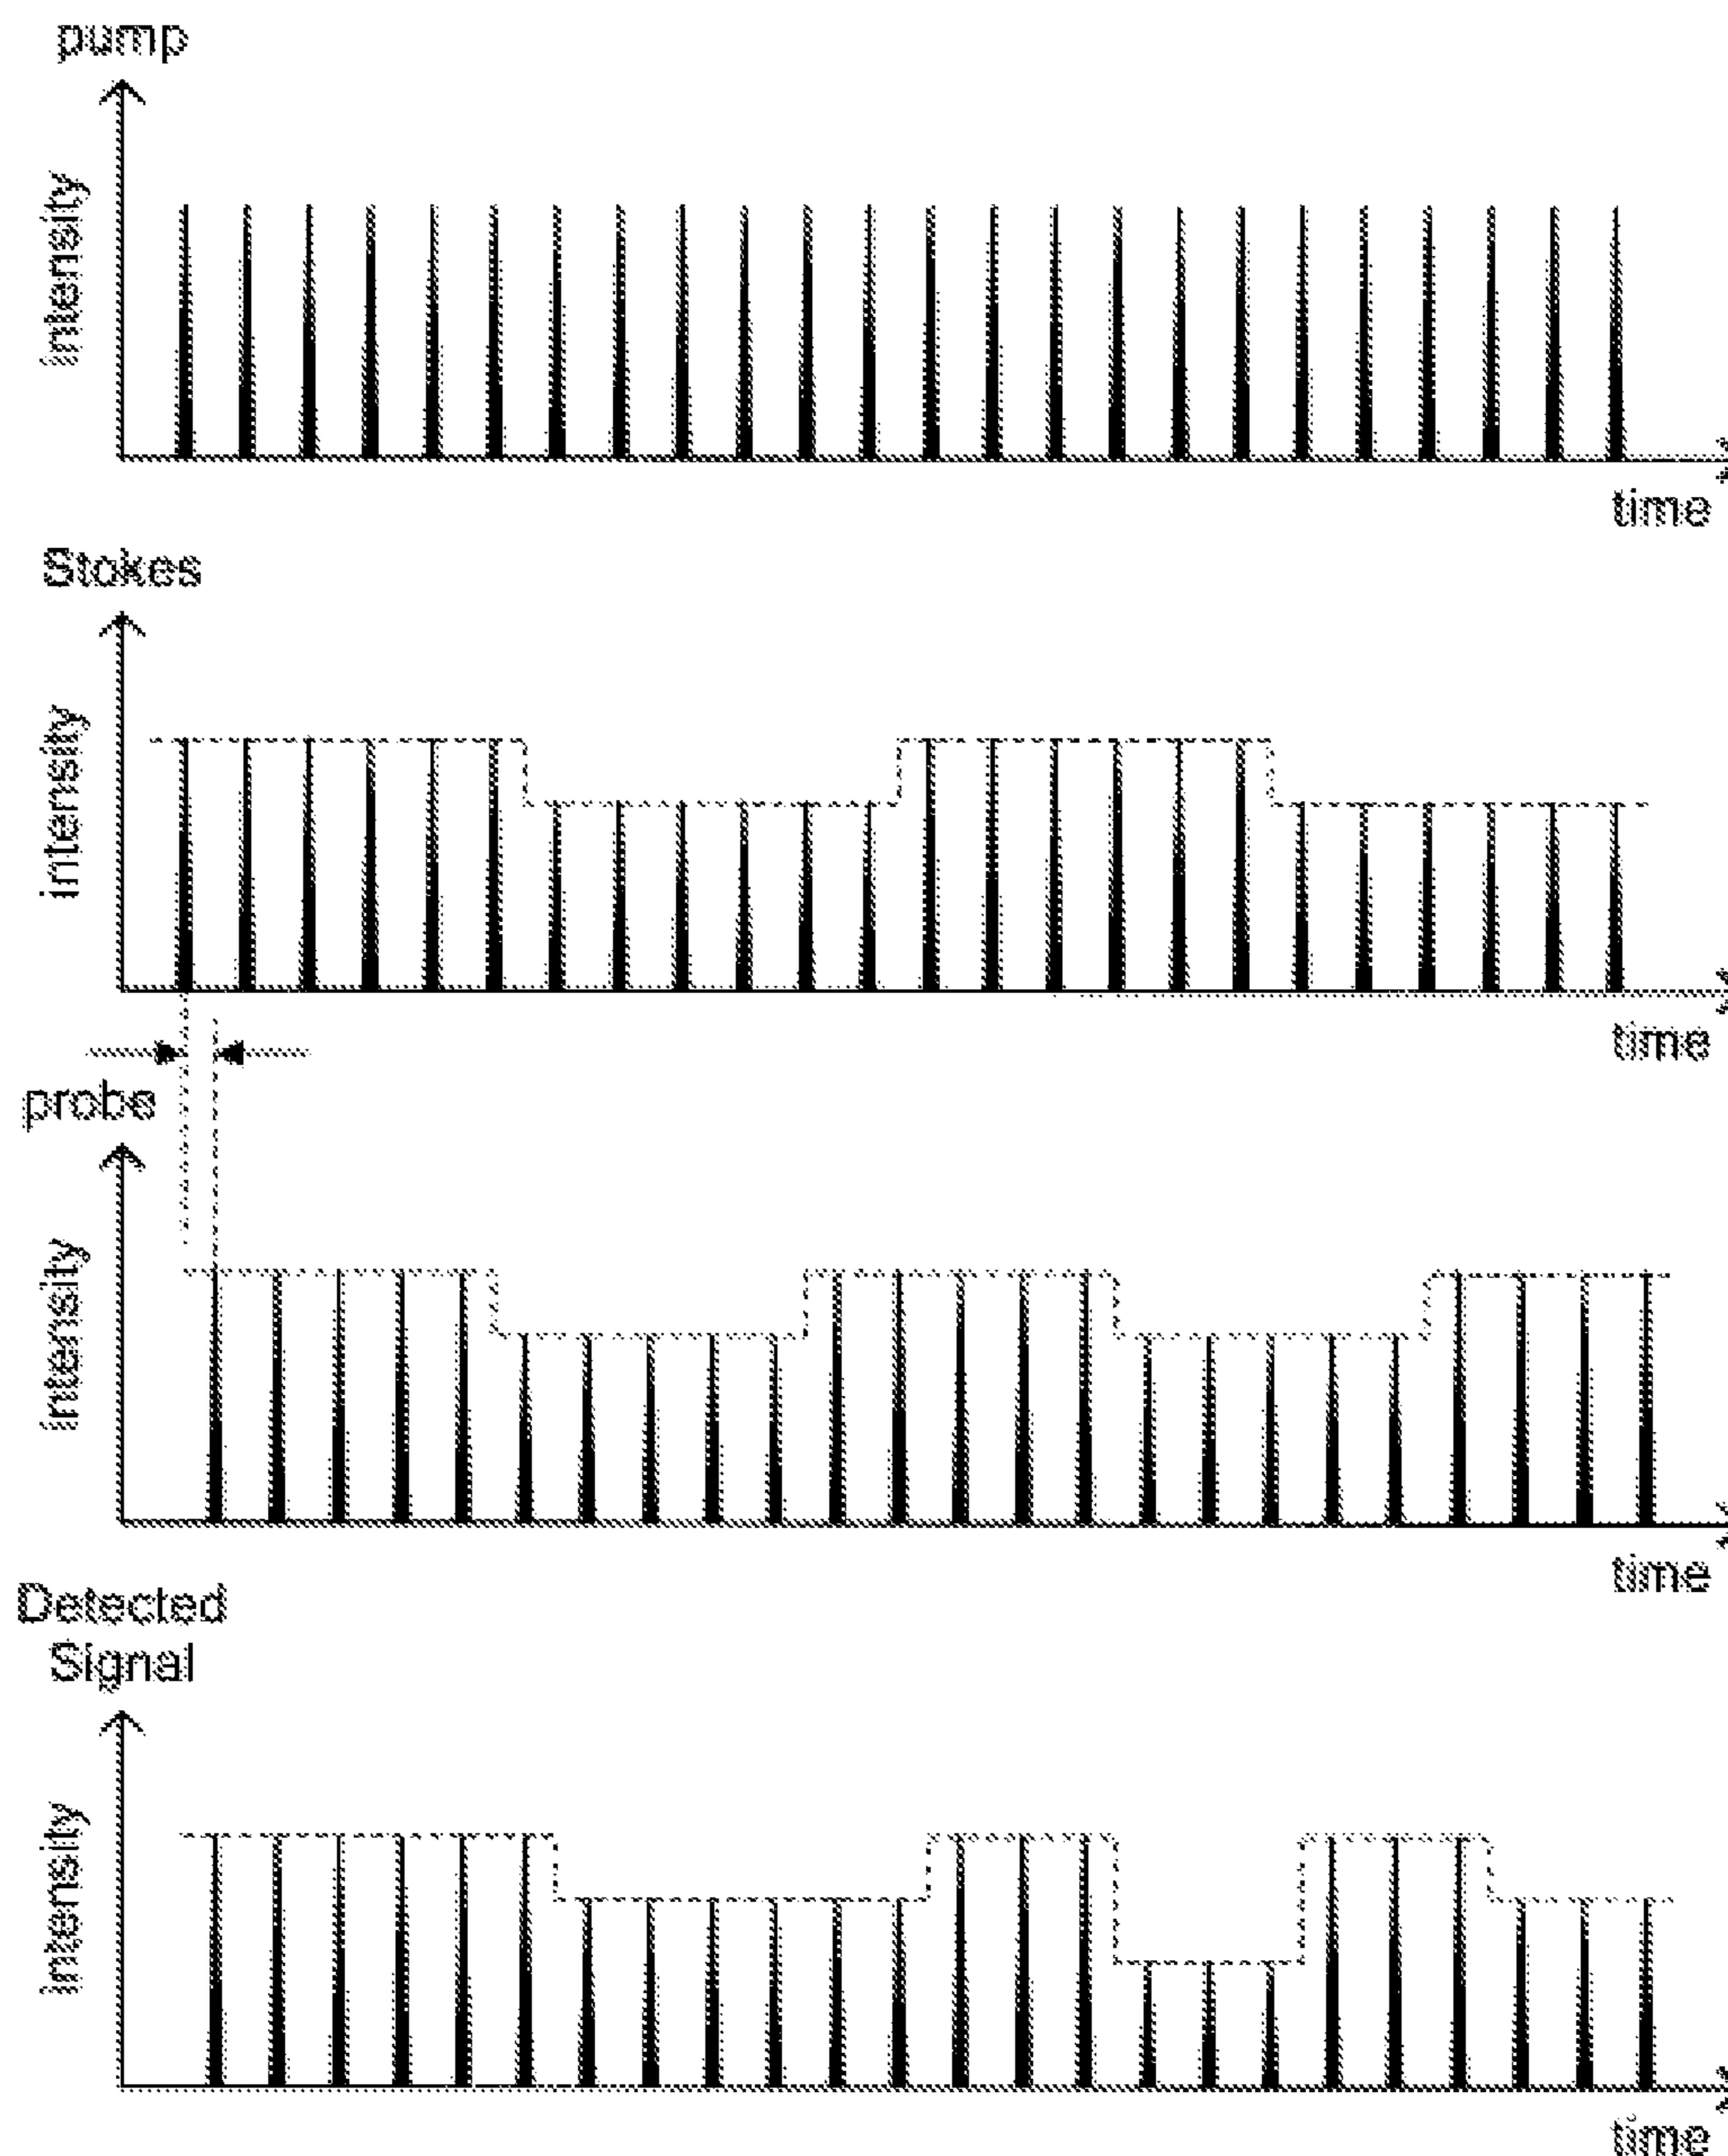 pump
intensity
time
Stokes
intensity
time
probe
intensity
time
Detected
Signal
intensity
time